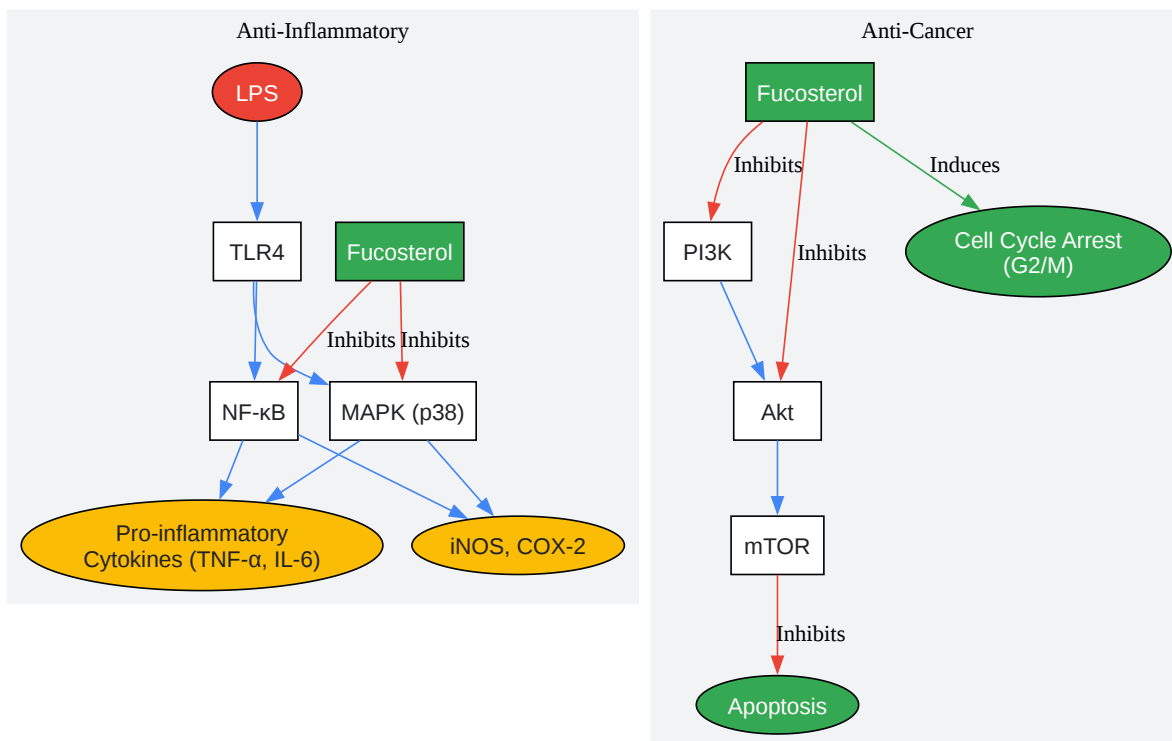 Anti-Inflammatory
LPS
TLR4
Fucosterol
Inhibits
Inhibits
NF-κB
MAPK (p38)
Pro-inflammatory
Cytokines (TNF-α, IL-6)
iNOS, COX-2
Anti-Cancer
Fucosterol
Inhibits
Induces
PI3K
Inhibits
Cell Cycle Arrest
(G2/M)
Akt
mTOR
Inhibits
Apoptosis